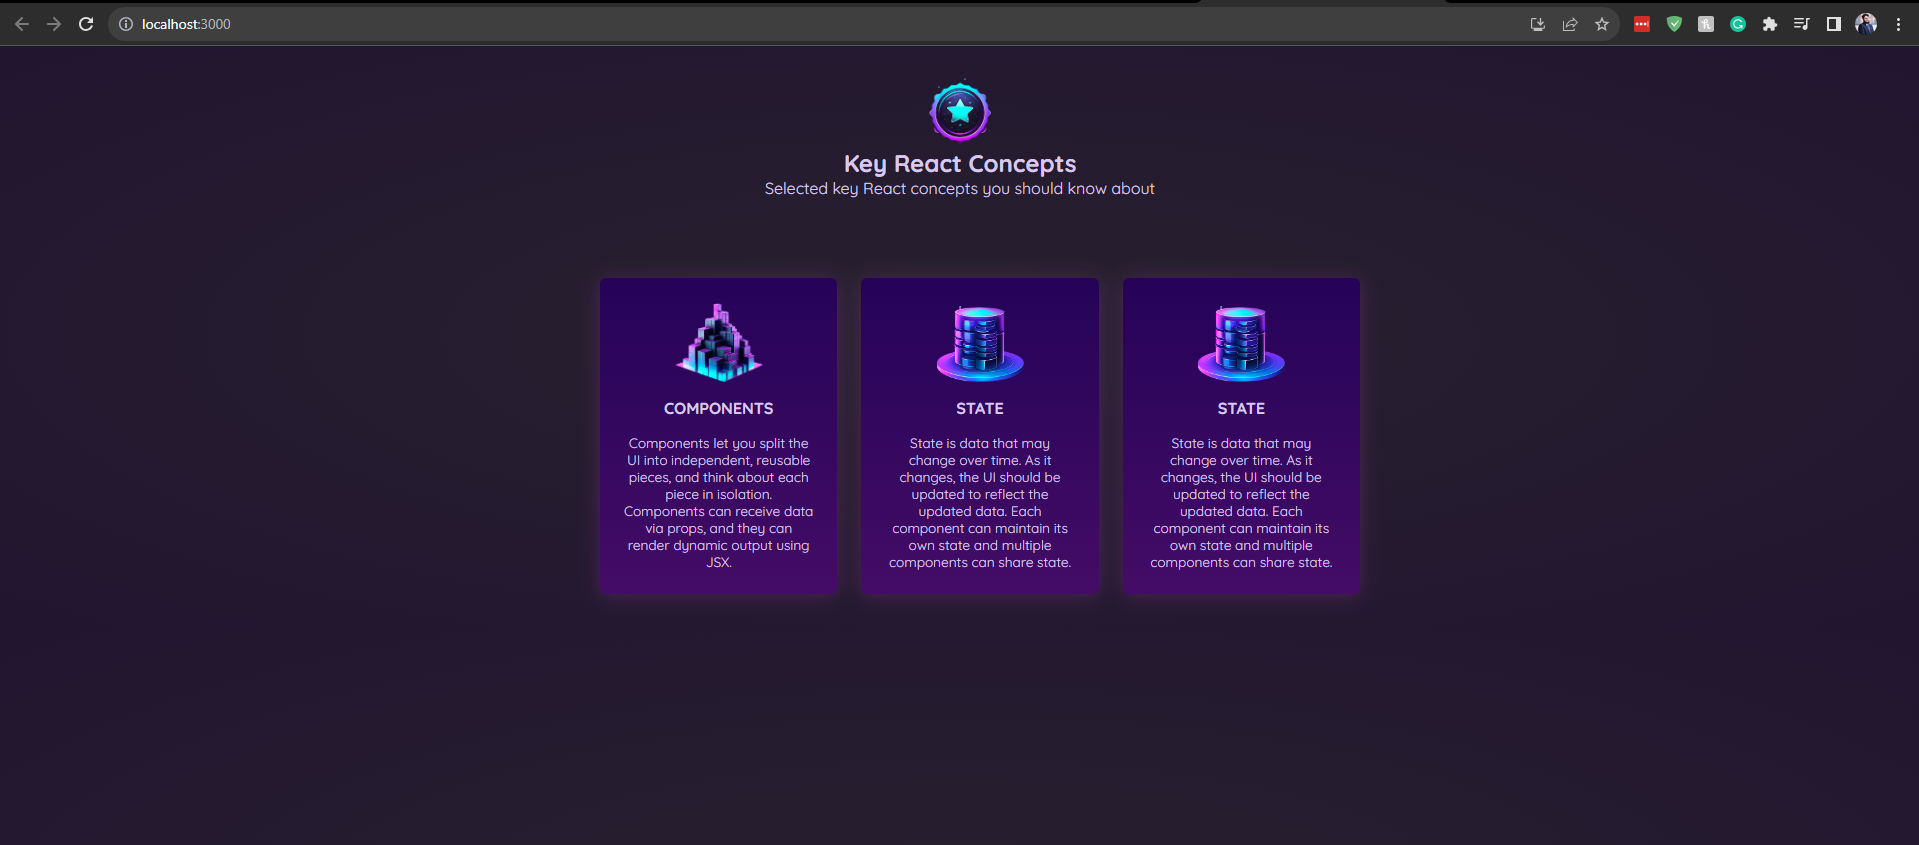 localhost:3000
Key React Concepts
Selected key React concepts you should know about
COMPONENTS
Components let you split the
UI into independent, reusable
pieces, and think about each
piece in isolation.
Components can receive data
via props, and they can
render dynamic output using
JSX.
STATE
State is data that may
change over time. As it
changes, the UI should be
updated to reflect the
updated data. Each
component can maintain its
own state and multiple
components can share state.
STATE
State is data that may
change over time. As it
changes, the UI should be
updated to reflect the
updated data. Each
component can maintain its
own state and multiple
components can share state.